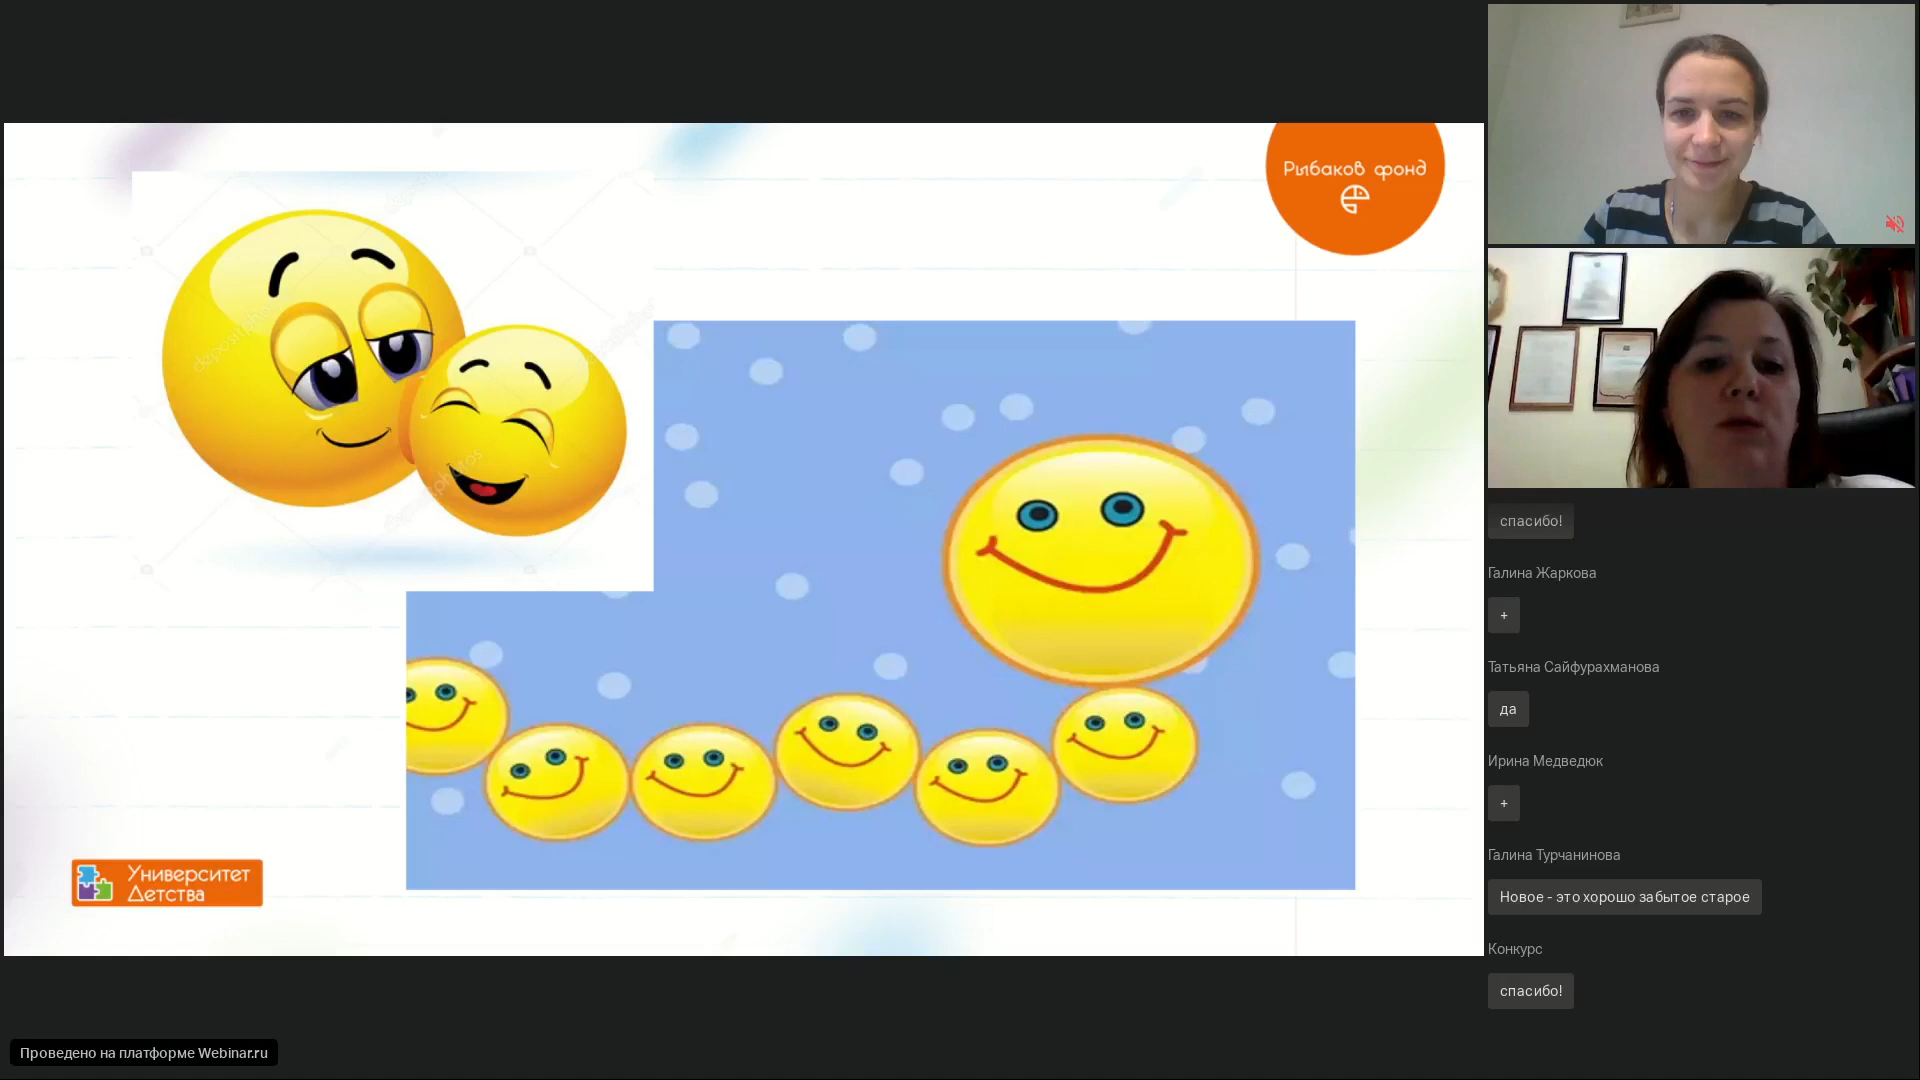 Рыбаков фонд
depositphotos
Университет
Детства
спасибо!
Галина Жаркова
+
Татьяна Сайфурахманова
да
Ирина Медведюк
+
Галина Турчанинова
Новое - это хорошо забытое старое
Конкурс
спасибо!
Проведено на платформе Webinar.ru